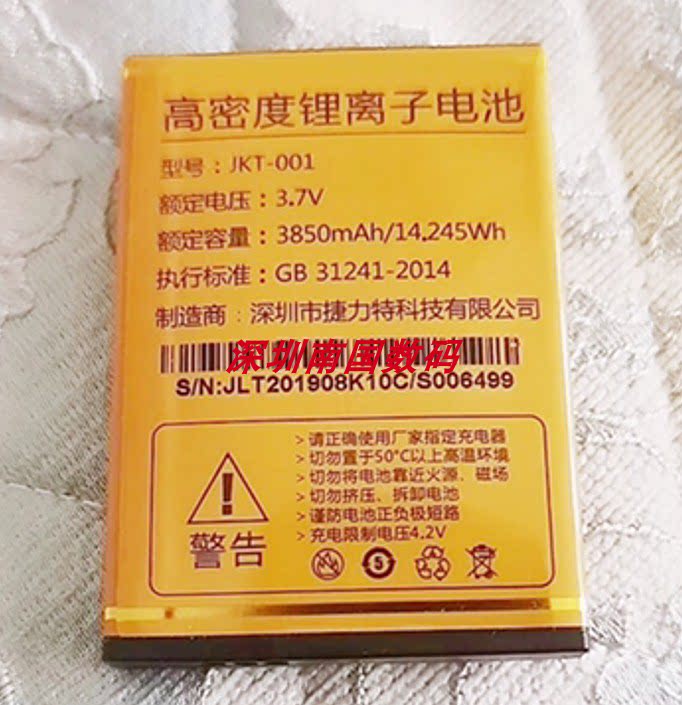 高密度锂离子电池
型号：JKT-001
额定电压：3.7V
额定容量：3850mAh/14.245Wh
执行标准：GB 31241-2014
制造商：深圳市捷力特科技有限公司
深圳南国数码
S/N:JLT201908K10C/S006499
> 请正确使用厂家指定充电器
> 切勿置于50°C以上高温环境
> 切勿将电池靠近火源、磁场
> 切勿挤压、拆卸电池
> 谨防电池正负极短路
> 充电限制电压4.2V
!
警告
5